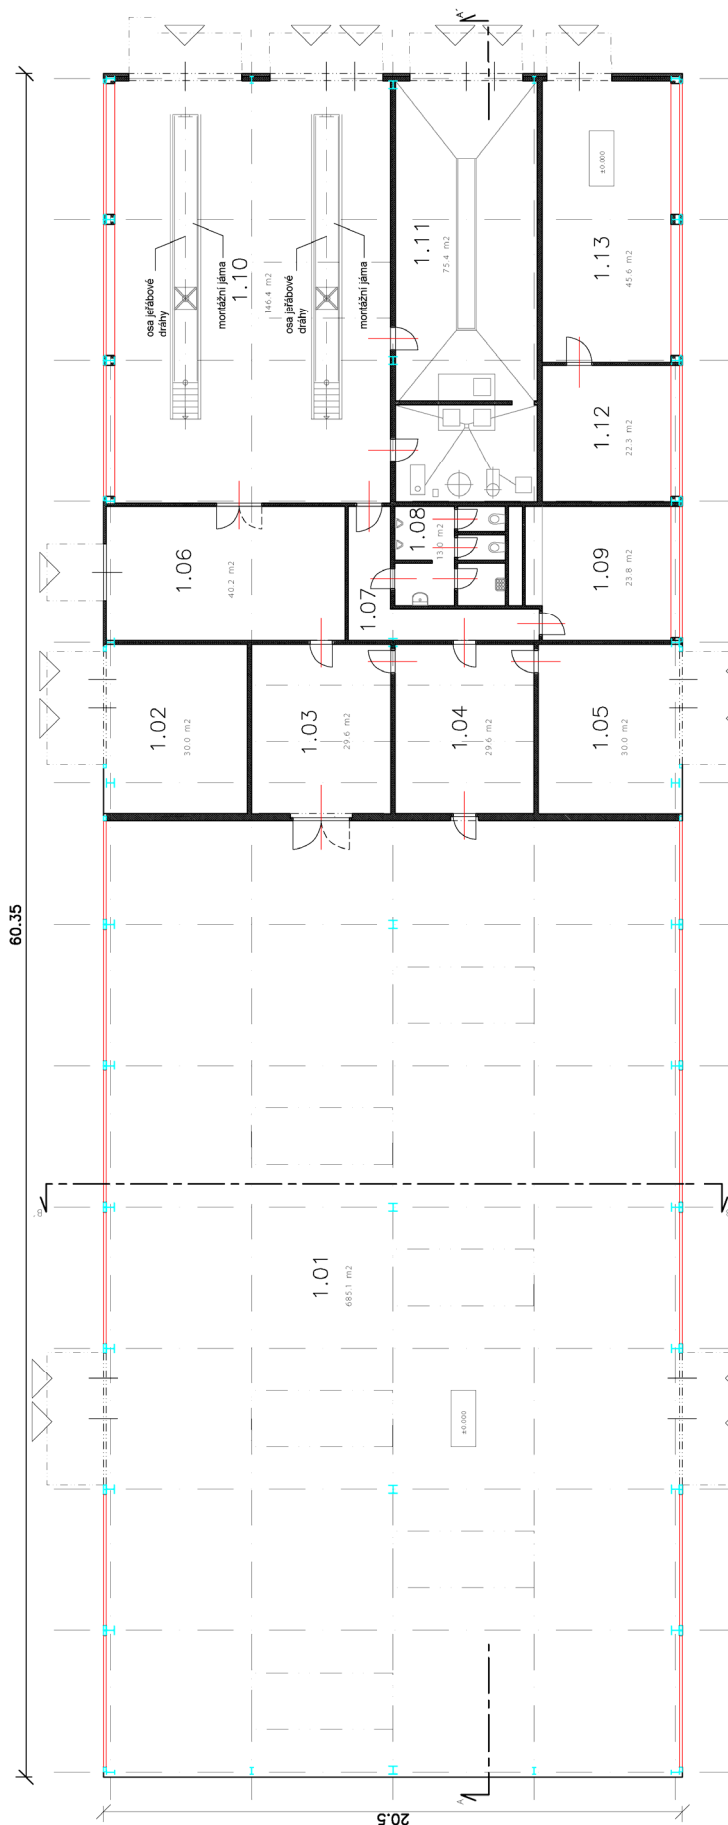 A'
±0.000
1.11
75.4 m2
1.13
45.6 m2
1.10
146.4 m2
osa jeřábové
dráhy
montážní jáma
osa jeřábové
dráhy
montážní jáma
1.12
22.3 m2
1.08
13.0 m2
1.06
40.2 m2
1.09
23.8 m2
1.07
1.02
30.0 m2
1.03
29.6 m2
1.04
29.6 m2
1.05
30.0 m2
60.35
B'
1.01
685.1 m2
±0.000
A
20.5